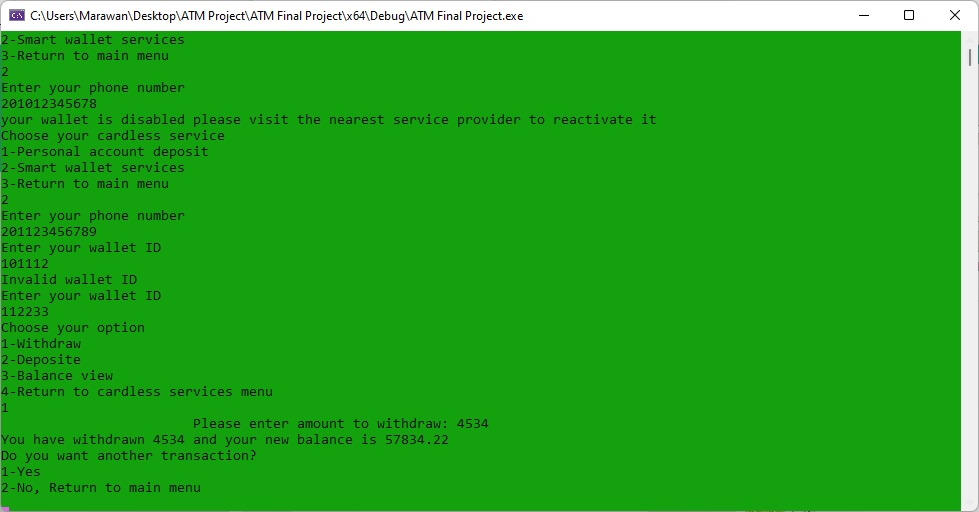 C:\Users\Marawan\Desktop\ATM Project\ATM Final Project\x64\Debug\ATM Final Project.exe
2-Smart wallet services
3-Return to main menu
2
Enter your phone number
201012345678
your wallet is disabled please visit the nearest service provider to reactivate it
Choose your cardless service
1-Personal account deposit
2-Smart wallet services
3-Return to main menu
2
Enter your phone number
201123456789
Enter your wallet ID
101112
Invalid wallet ID
Enter your wallet ID
112233
Choose your option
1-Withdraw
2-Deposite
3-Balance view
4-Return to cardless services menu
1
Please enter amount to withdraw: 4534
You have withdrawn 4534 and your new balance is 57834.22
Do you want another transaction?
1-Yes
2-No, Return to main menu